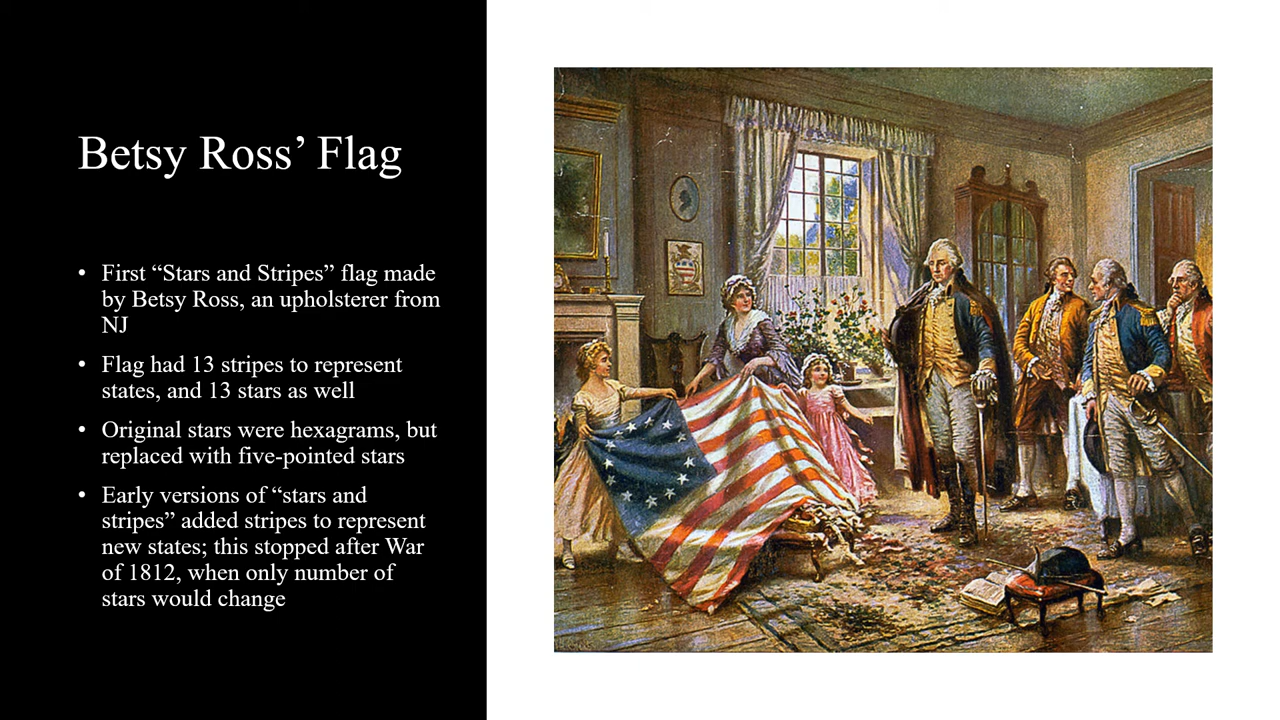 Betsy Ross’ Flag
• First “Stars and Stripes” flag made
by Betsy Ross, an upholsterer from
NJ
• Flag had 13 stripes to represent
states, and 13 stars as well
• Original stars were hexagrams, but
replaced with five-pointed stars
• Early versions of “stars and
stripes” added stripes to represent
new states; this stopped after War
of 1812, when only number of
stars would change